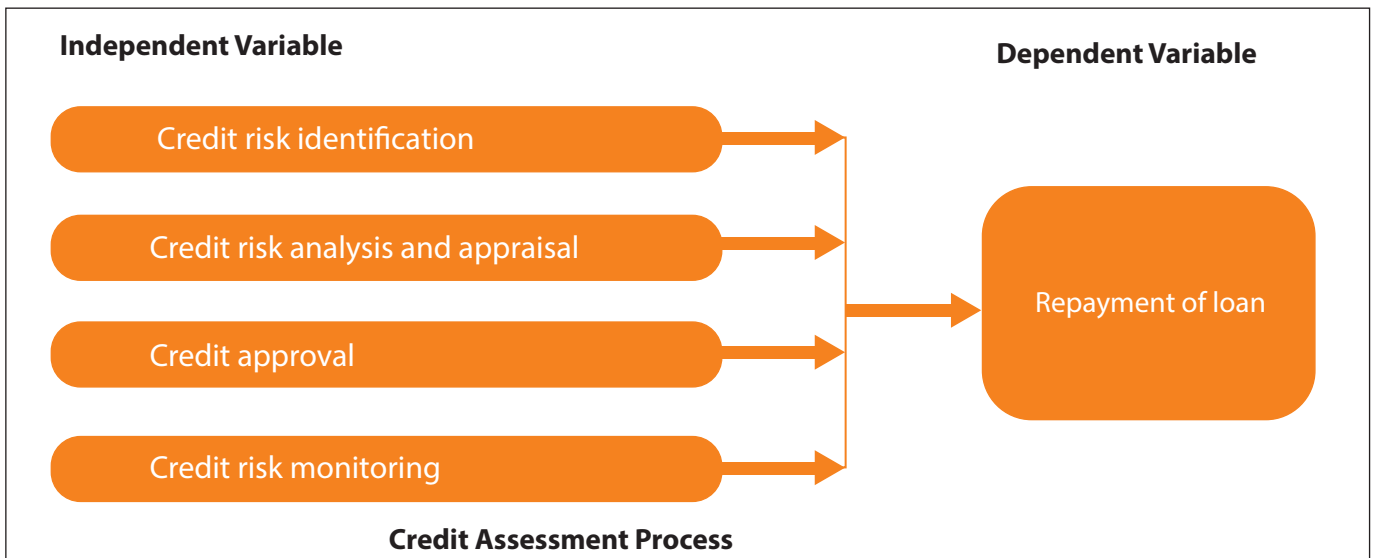 Independent Variable
Dependent Variable
Credit risk identification
Credit risk analysis and appraisal
Credit approval
Credit risk monitoring
Repayment of loan
Credit Assessment Process